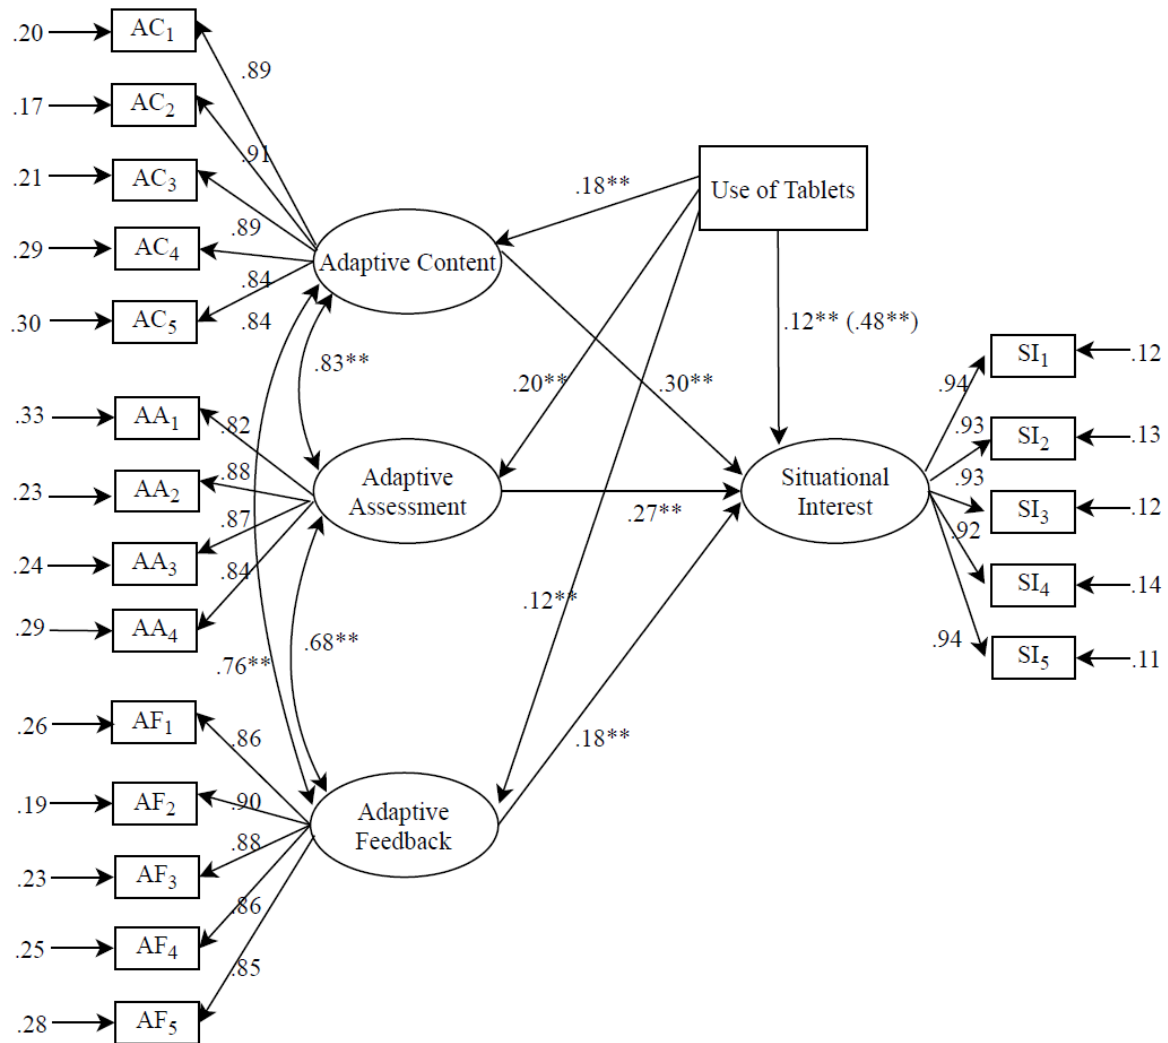 .20
AC1
.89
.17
AC2
.91
.21
AC3
.89
.29
AC4
.84
.30
AC5
.84
Adaptive Content
Use of Tablets
.18**
.12** (.48**)
.83**
.20**
.30**
.33
AA1
.82
.23
AA2
.88
.24
AA3
.87
.29
AA4
.84
Adaptive
Assessment
.27**
Situational
Interest
.94
SI1
.12
.93
SI2
.13
.93
SI3
.12
.92
SI4
.14
.94
SI5
.11
.12**
.68**
.76**
.18**
.26
AF1
.86
.19
AF2
.90
.23
AF3
.88
.25
AF4
.86
.28
AF5
.85
Adaptive
Feedback